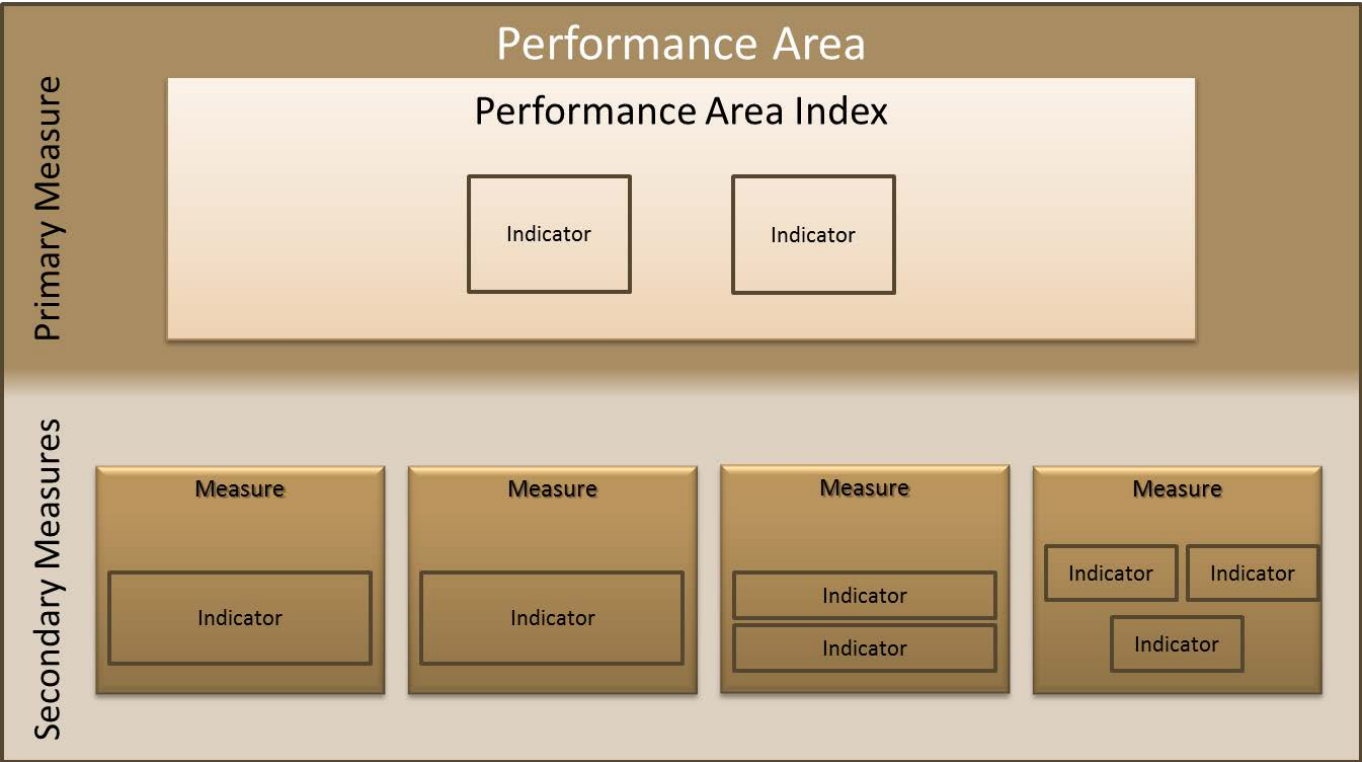 Performance Area
Primary Measure
Performance Area Index
Indicator
Indicator
Secondary Measures
Measure
Indicator
Measure
Indicator
Measure
Indicator
Indicator
Measure
Indicator
Indicator
Indicator